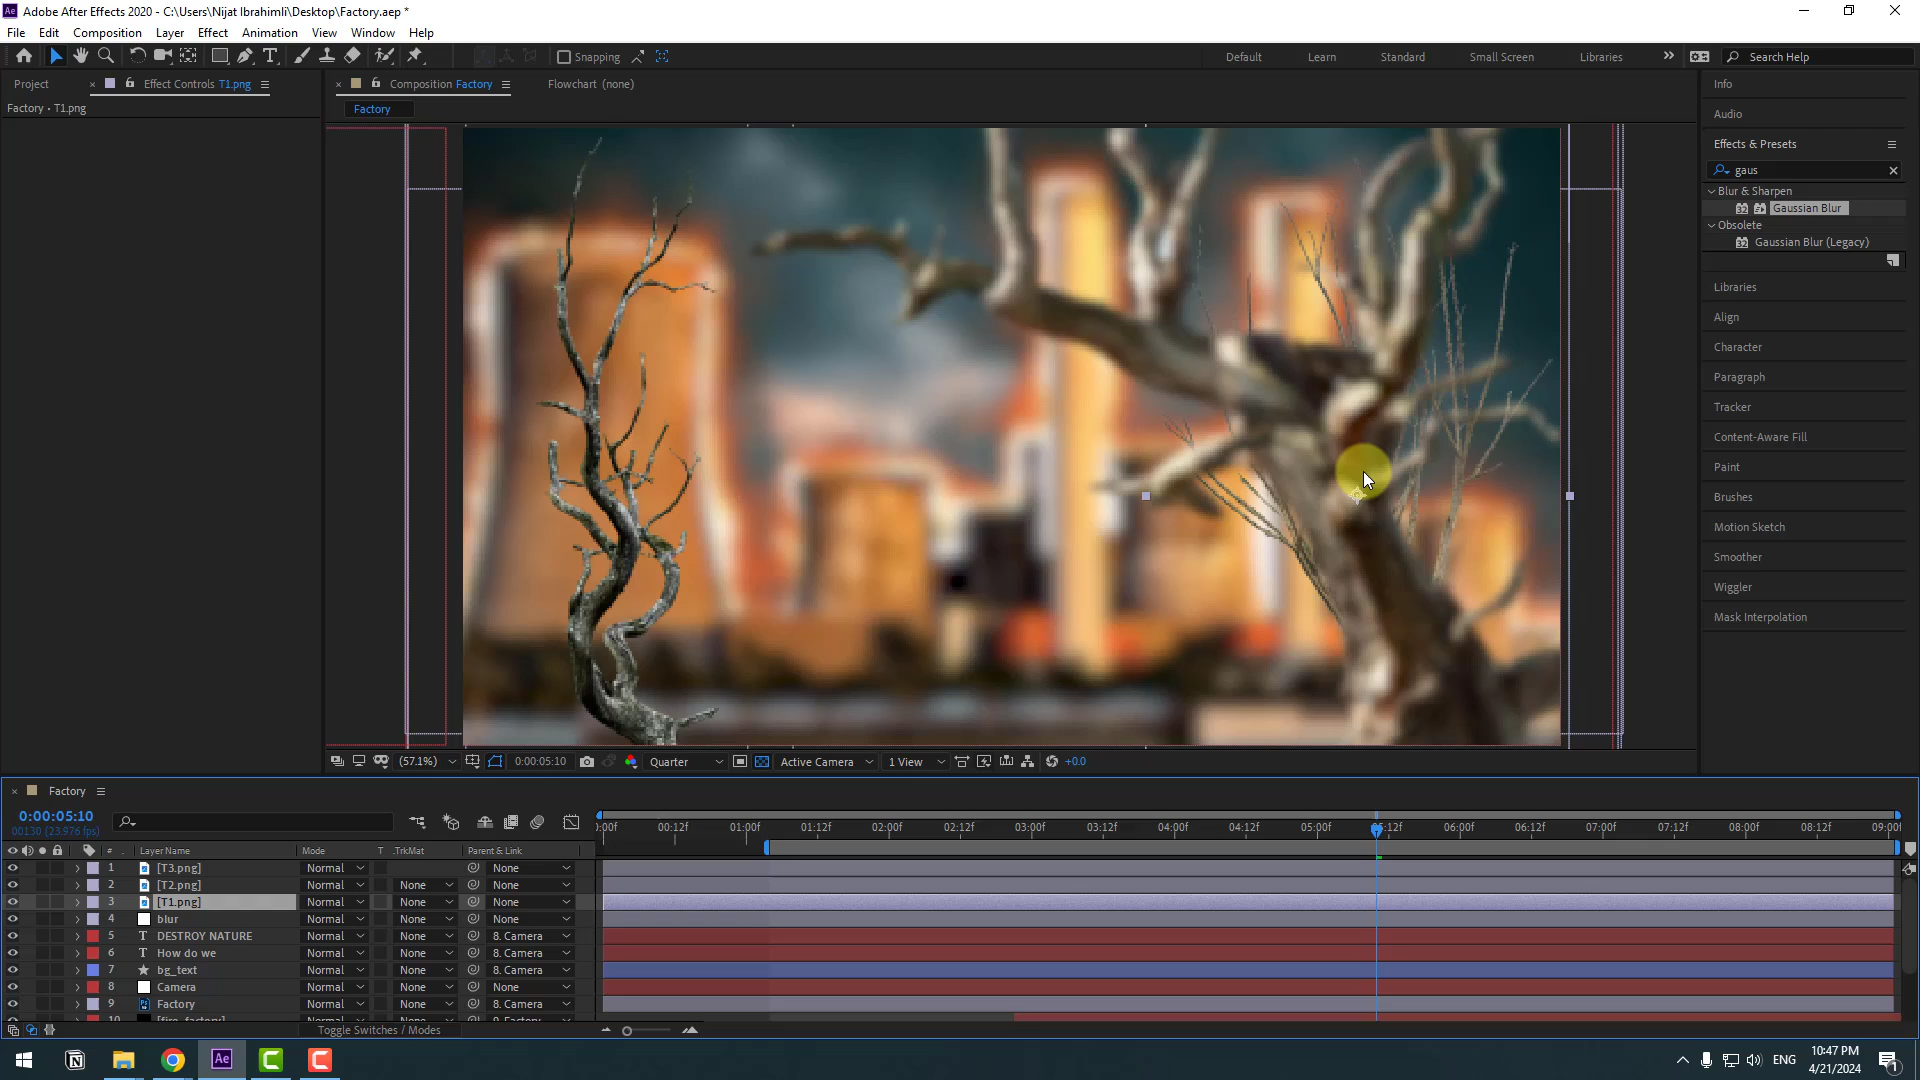 Adobe After Effects 2020 - C:\Users\Nijat Ibrahimli\Desktop\Factory.aep *
File Edit Composition Layer Effect Animation View Window Help
Snapping
Default Learn Standard Small Screen Libraries Search Help
Project Effect Controls T1.png
Composition Factory Flowchart (none)
Factory • T1.png
Factory
Info
Audio
Effects & Presets
gaus
Blur & Sharpen
Gaussian Blur
Obsolete
Gaussian Blur (Legacy)
Libraries
Align
Character
Paragraph
Tracker
Content-Aware Fill
Paint
Brushes
Motion Sketch
Smoother
Wiggler
Mask Interpolation
(57.1%) 0:00:05:10 Quarter Active Camera 1 View +0.0
Factory
0:00:05:10
00130 (23.976 fps)
00:12f 01:00f 01:12f 02:00f 02:12f 03:00f 03:12f 04:00f 04:12f 05:00f 05:12f 06:00f 06:12f 07:00f 07:12f 08:00f 08:12f 09:00f
# Layer Name Mode T .TrkMat Parent & Link
1 [T3.png] Normal None
2 [T2.png] Normal None None
3 [T1.png] Normal None None
4 blur Normal None None
5 T DESTROY NATURE Normal None 8. Camera
6 T How do we Normal None 8. Camera
7 bg_text Normal None 8. Camera
8 Camera Normal None None
9 Factory Normal None 8. Camera
10 [fire_factory] Normal None 9. Factory
Toggle Switches / Modes
ENG
10:47 PM
4/21/2024